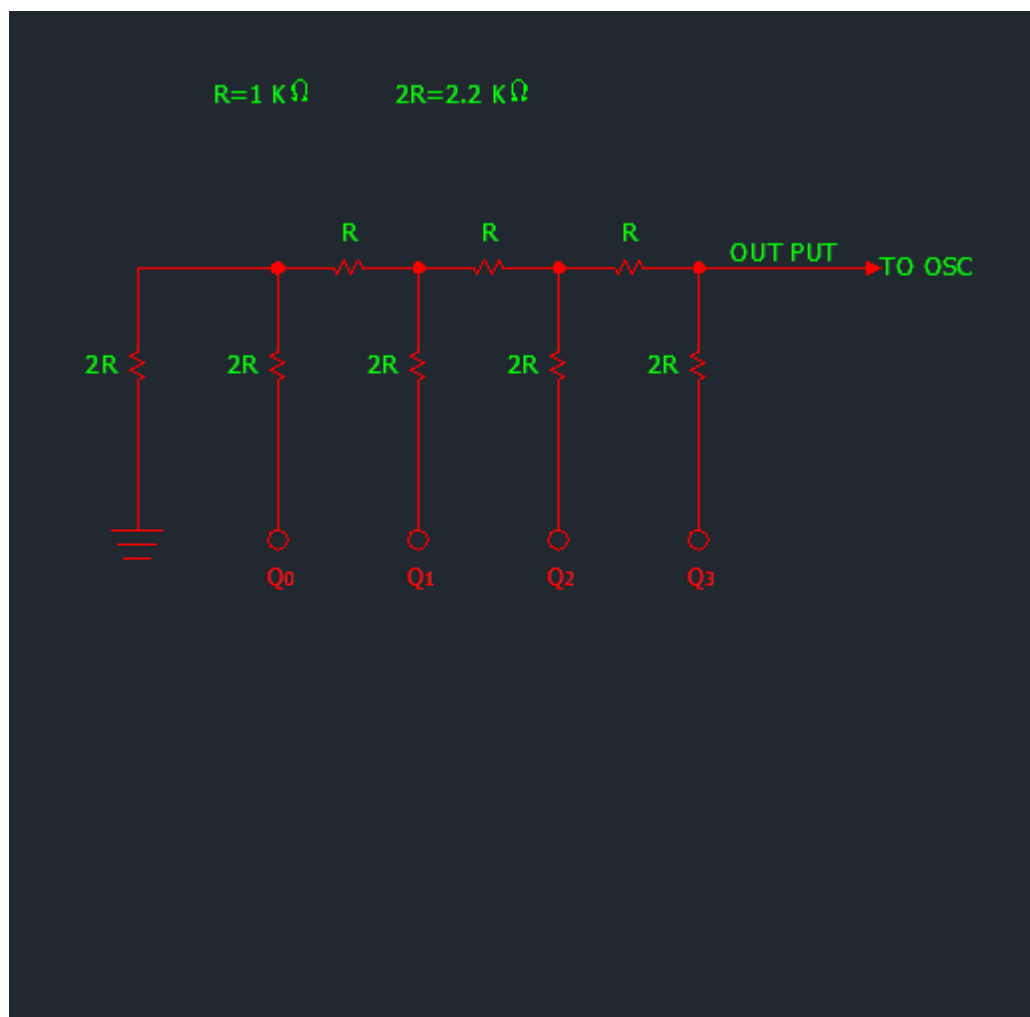 R=1 KΩ 2R=2.2 KΩ
R R R
OUT PUT
TO OSC
2R 2R 2R 2R 2R
Q0 Q1 Q2 Q3